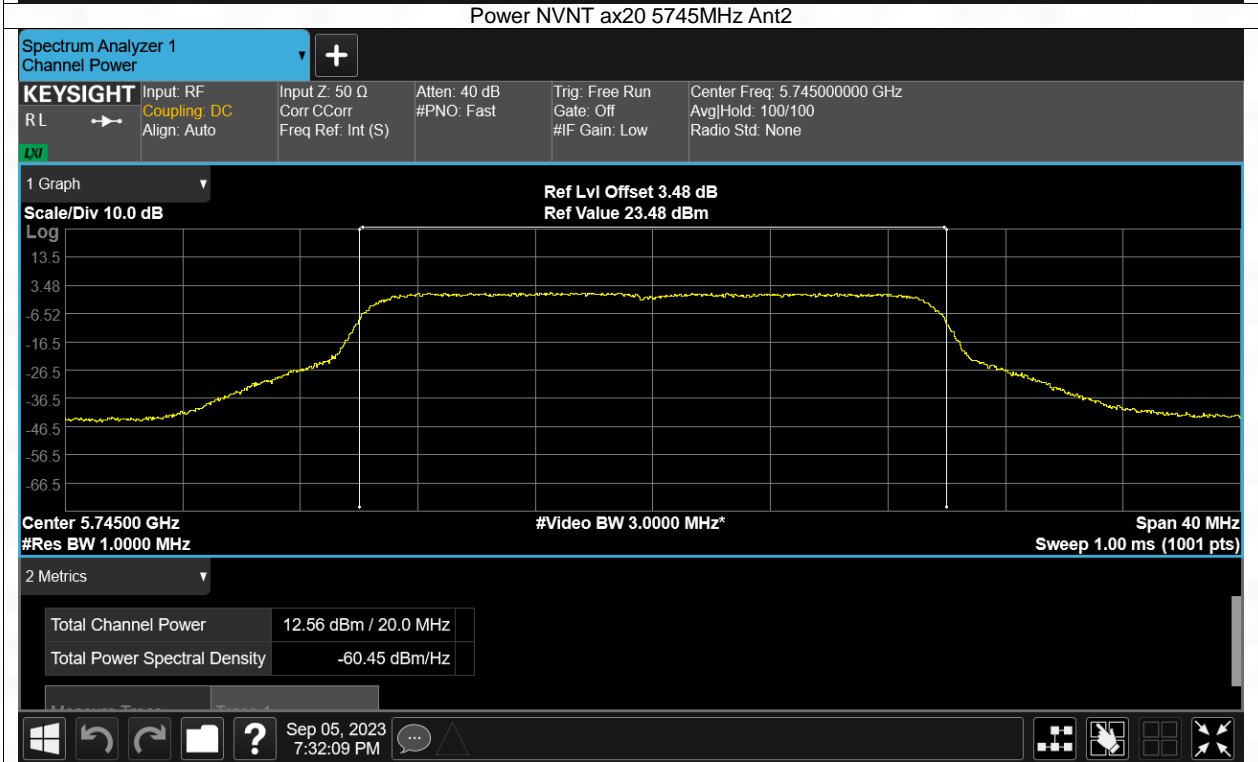 Power NVNT ax20 5745MHz Ant2
Spectrum Analyzer 1
Channel Power
KEYSIGHT
RL
LXI
Input: RF
Coupling: DC
Align: Auto
Input Z: 50 Ω
Corr CCorr
Freq Ref: Int (S)
Atten: 40 dB
#PNO: Fast
Trig: Free Run
Gate: Off
#IF Gain: Low
Center Freq: 5.745000000 GHz
Avg|Hold: 100/100
Radio Std: None
1 Graph
Scale/Div 10.0 dB
Ref Lvl Offset 3.48 dB
Ref Value 23.48 dBm
Log
13.5
3.48
-6.52
-16.5
-26.5
-36.5
-46.5
-56.5
-66.5
Center 5.74500 GHz
#Video BW 3.0000 MHz*
Span 40 MHz
#Res BW 1.0000 MHz
Sweep 1.00 ms (1001 pts)
2 Metrics
Total Channel Power 12.56 dBm / 20.0 MHz
Total Power Spectral Density -60.45 dBm/Hz
Measure Trace Trace 1
Sep 05, 2023
7:32:09 PM